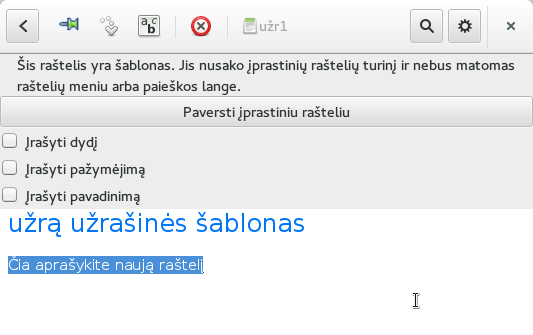 užr1
Šis raštelis yra šablonas. Jis nusako įprastinių raštelių turinį ir nebus matomas
raštelių meniu arba paieškos lange.
Paversti įprastiniu rašteliu
Įrašyti dydį
Įrašyti pažymėjimą
Įrašyti pavadinimą
užrą užrašinės šablonas
Čia aprašykite naują raštelį